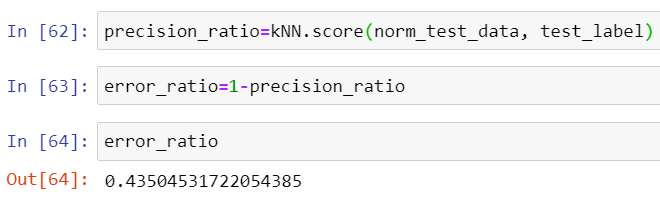 In [62]: precision_ratio=kNN.score(norm_test_data, test_label)
In [63]: error_ratio=1-precision_ratio
In [64]: error_ratio
Out[64]: 0.43504531722054385